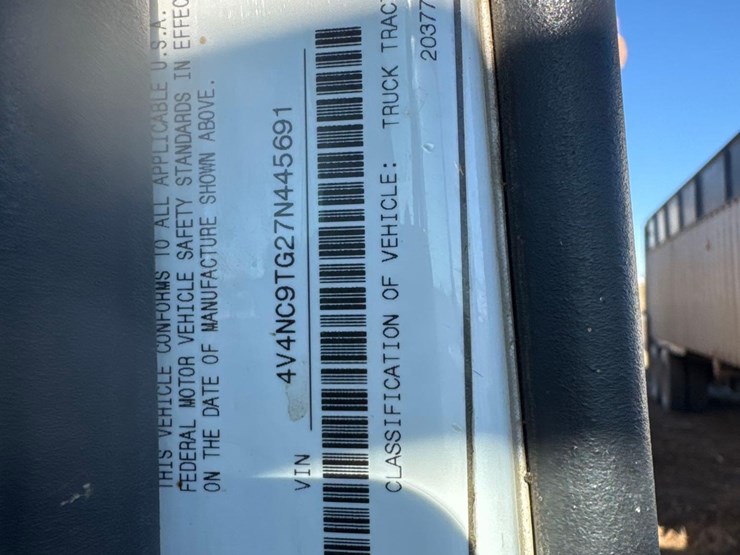 THIS VEHICLE CONFORMS TO ALL APPLICABLE U.S.A.
FEDERAL MOTOR VEHICLE SAFETY STANDARDS IN EFFEC
ON THE DATE OF MANUFACTURE SHOWN ABOVE.
VIN 4V4NC9TG27N445691
CLASSIFICATION OF VEHICLE: TRUCK TRAC
20377